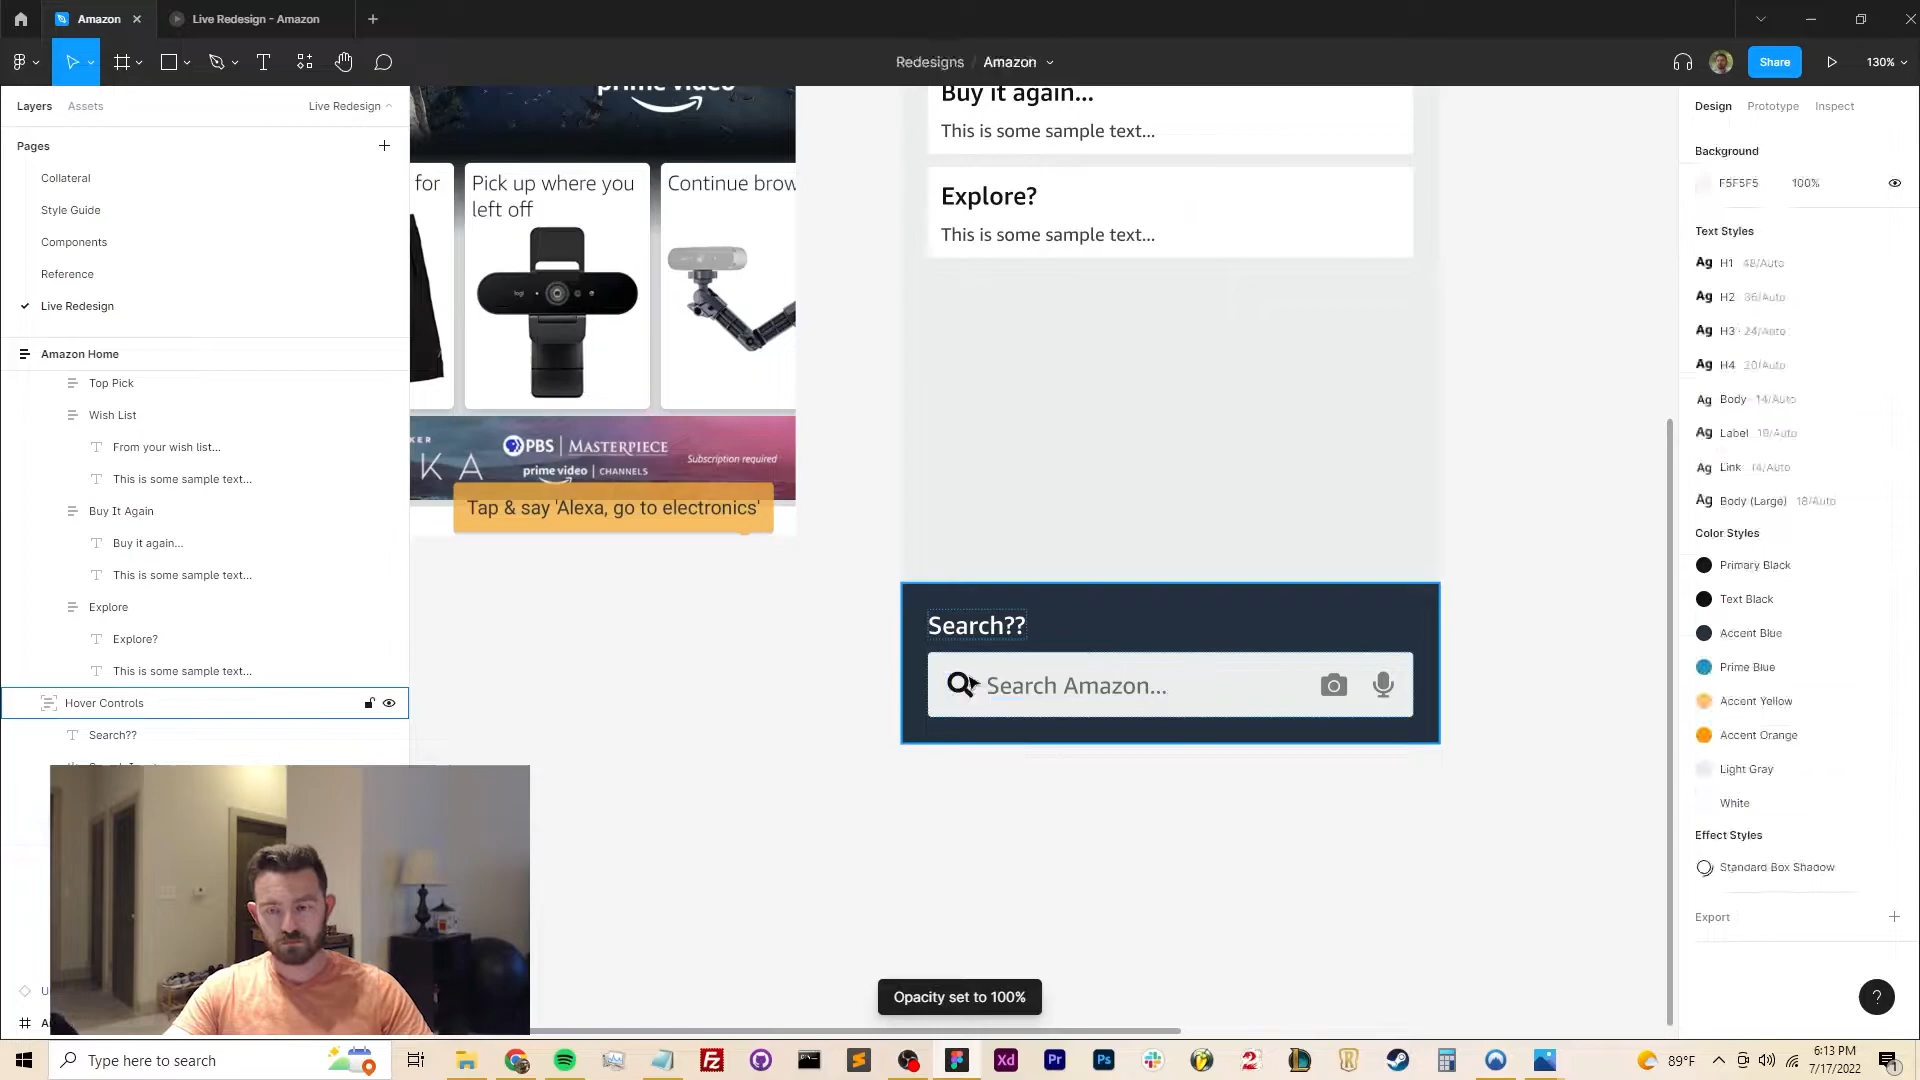 Amazon
Live Redesign - Amazon
Redesigns / Amazon
Share
130%
Layers
Assets
Live Redesign
Design
Prototype
Inspect
Pages
Collateral
Style Guide
Components
Reference
Live Redesign
Amazon Home
Top Pick
Wish List
From your wish list...
This is some sample text...
Buy It Again
Buy it again...
This is some sample text...
Explore
Explore?
This is some sample text...
Hover Controls
Search??
prime video
for
Pick up where you
left off
logi
Continue brow
PBS | MASTERPIECE
prime video | CHANNELS
Subscription required
Tap & say 'Alexa, go to electronics'
Buy it again...
This is some sample text...
Explore?
This is some sample text...
Search??
Search Amazon...
Opacity set to 100%
Background
F5F5F5
100%
Text Styles
Ag H1 48/Auto
Ag H2 36/Auto
Ag H3 · 24/Auto
Ag H4 20/Auto
Ag Body · 14/Auto
Ag Label 18/Auto
Ag Link 14/Auto
Ag Body (Large) 18/Auto
Color Styles
Primary Black
Text Black
Accent Blue
Prime Blue
Accent Yellow
Accent Orange
Light Gray
White
Effect Styles
Standard Box Shadow
Export
?
Type here to search
Xd
Pr
Ps
89°F
6:13 PM
7/17/2022